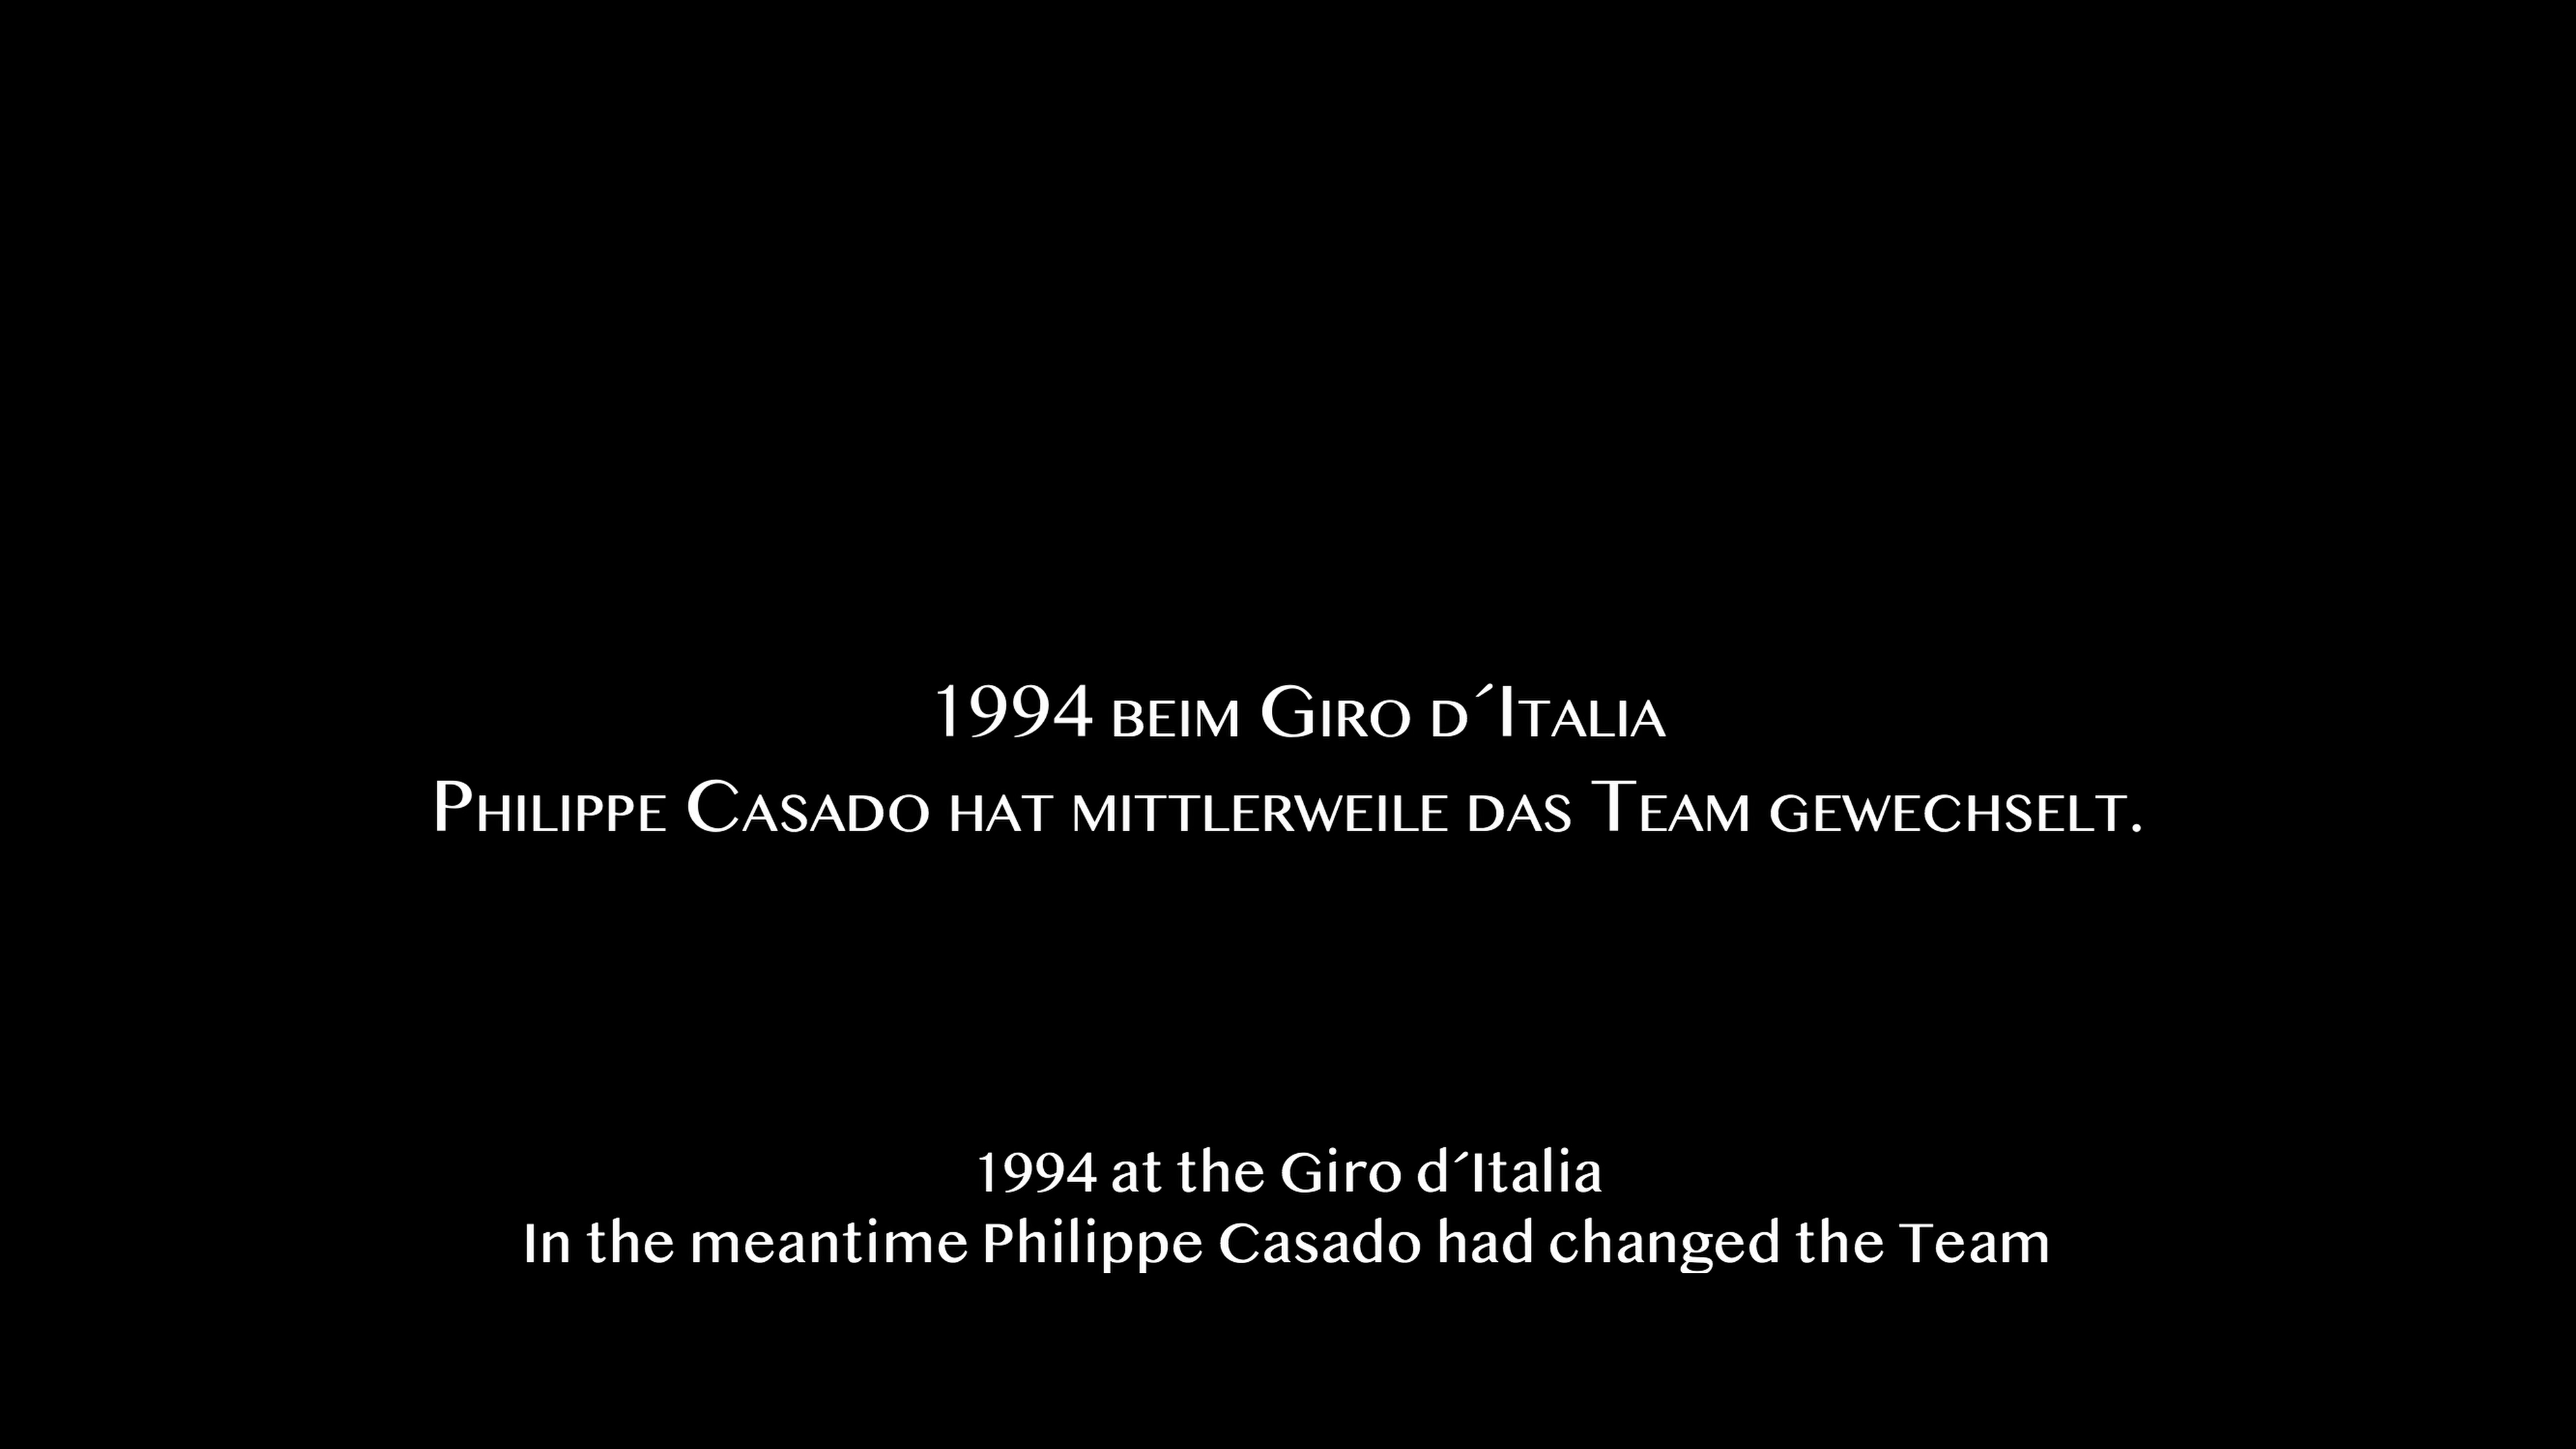 1994 beim Giro d´Italia
Philippe Casado hat mittlerweile das Team gewechselt.
1994 at the Giro d´Italia
In the meantime Philippe Casado had changed the Team